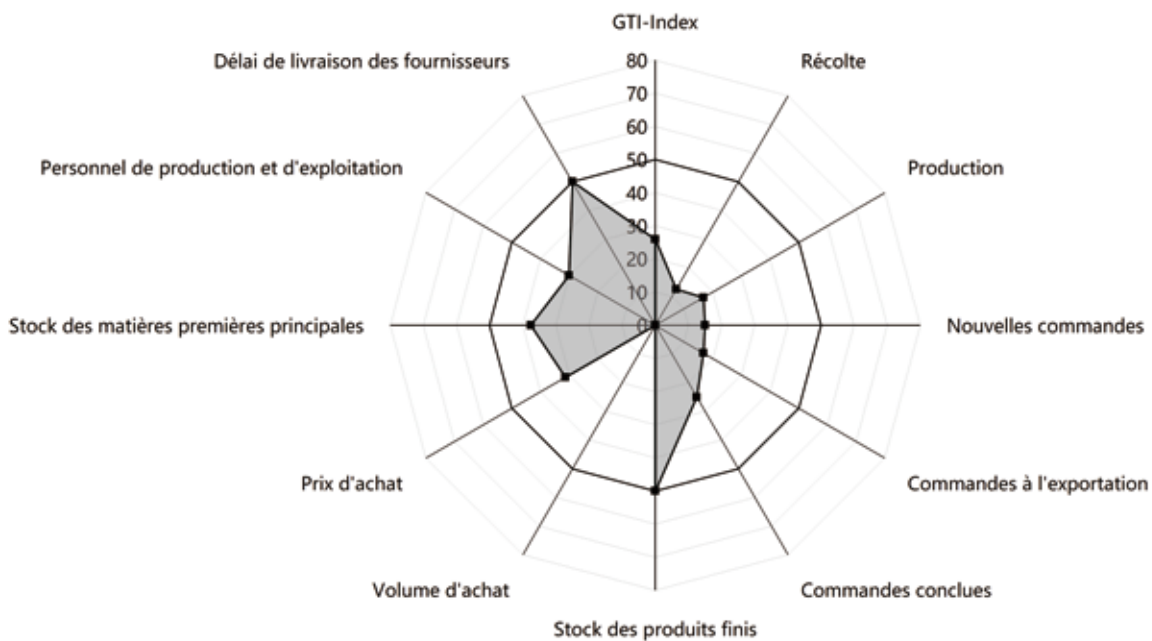 GTI-Index
Délai de livraison des fournisseurs
80
Récolte
70
60
Personnel de production et d'exploitation
50
Production
40
30
20
10
Stock des matières premières principales
0
Nouvelles commandes
Prix d'achat
Commandes à l'exportation
Volume d'achat
Commandes conclues
Stock des produits finis